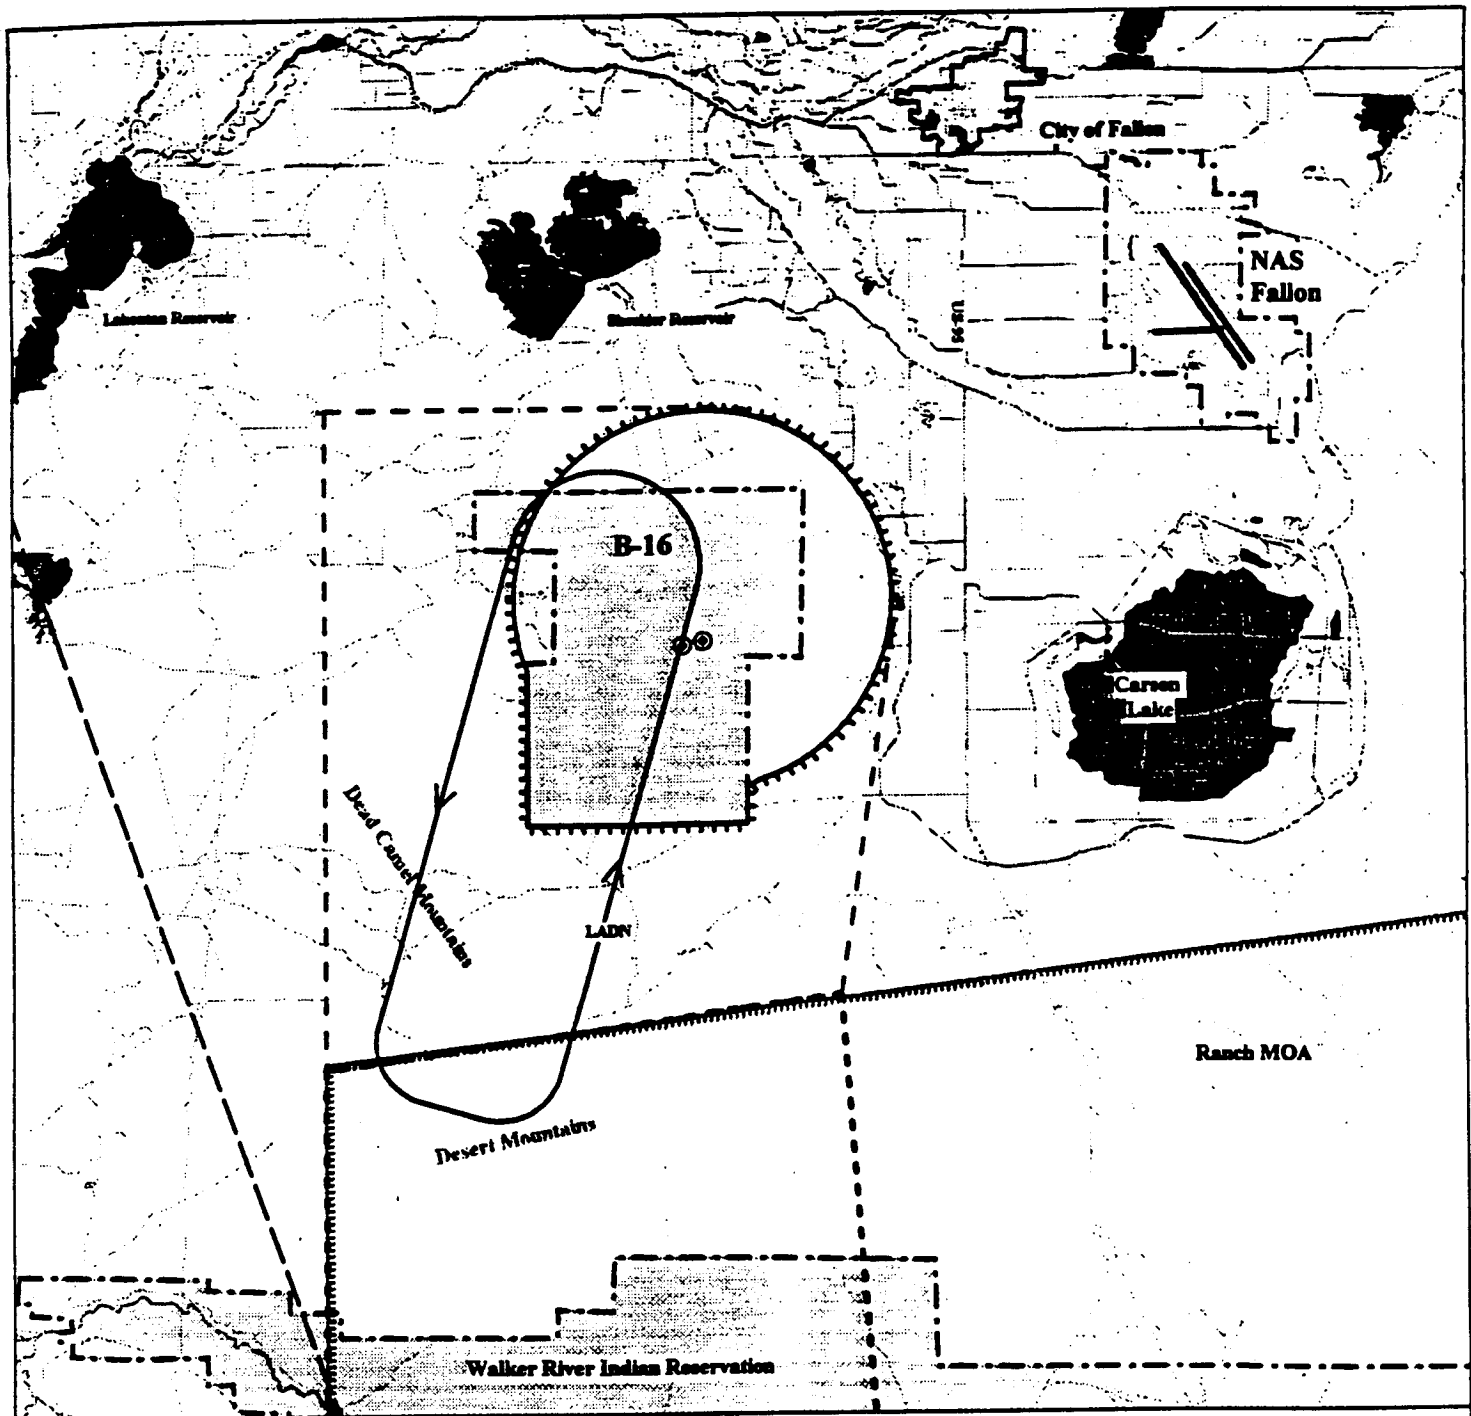 City of Fallon
NAS
Fallon
Lahontan Reservoir
Sheckler Reservoir
US-95
B-16
Carson
Lake
Dead Camel Mountains
LADN
Ranch MOA
Desert Mountains
Walker River Indian Reservation